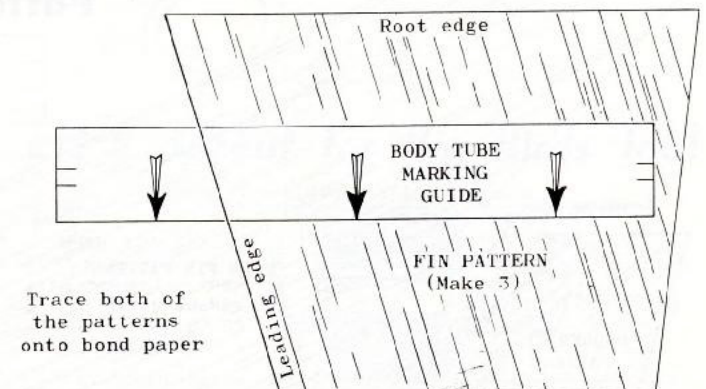 Root edge
BODY TUBE
MARKING
GUIDE
Leading edge
FIN PATTERN
(Make 3)
Trace both of
the patterns
onto bond paper